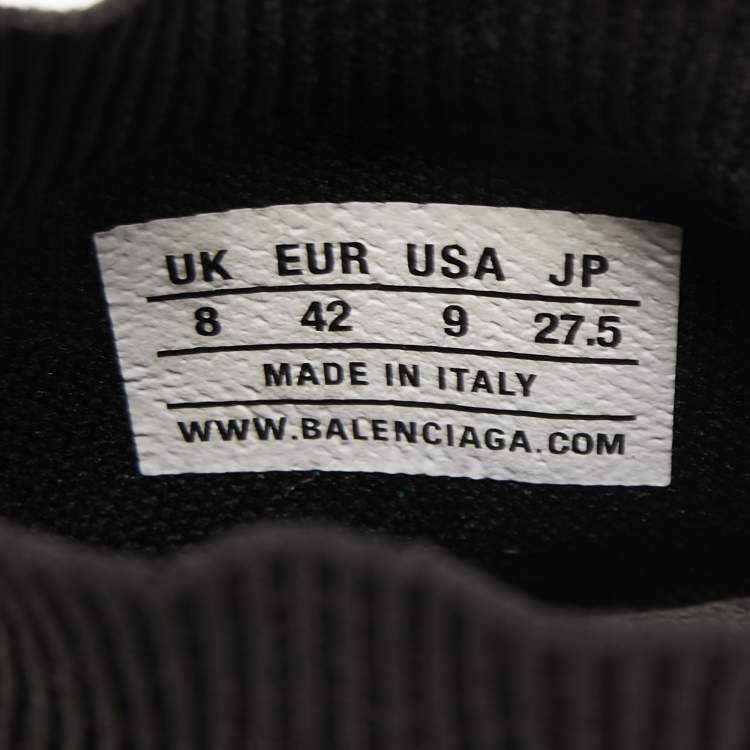 UK EUR USA JP
8 42 9 27.5
MADE IN ITALY
WWW.BALENCIAGA.COM